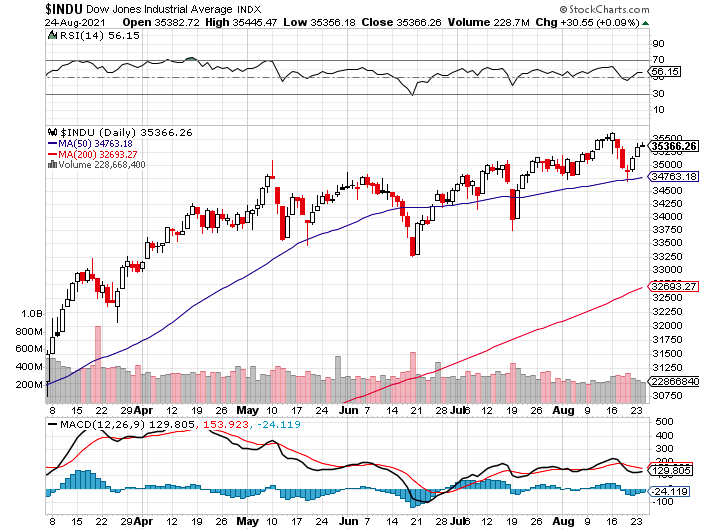 $INDU Dow Jones Industrial Average INDX
© StockCharts.com
24-Aug-2021 Open 35382.72 High 35445.47 Low 35356.18 Close 35366.26 Volume 228.7M Chg +30.55 (+0.09%)
RSI(14) 56.15
90
70
56.15
50
30
10
$INDU (Daily) 35366.26
MA(50) 34763.18
MA(200) 32693.27
Volume 228,668,400
35500
35366.26
35250
35000
34763.18
34500
34250
34000
33750
33500
33250
33000
32693.27
32500
32250
32000
31750
31500
31250
22866840
30750
1.0B
800M
600M
400M
200M
8 15 22 29 Apr 12 19 26 May 10 17 24 Jun 7 14 21 28 Jul 6 12 19 26 Aug 9 16 23
MACD(12,26,9) 129.805, 153.923, -24.119
500
400
300
200
129.805
-24.119
-100
8 15 22 29 Apr 12 19 26 May 10 17 24 Jun 7 14 21 28 Jul 6 12 19 26 Aug 9 16 23